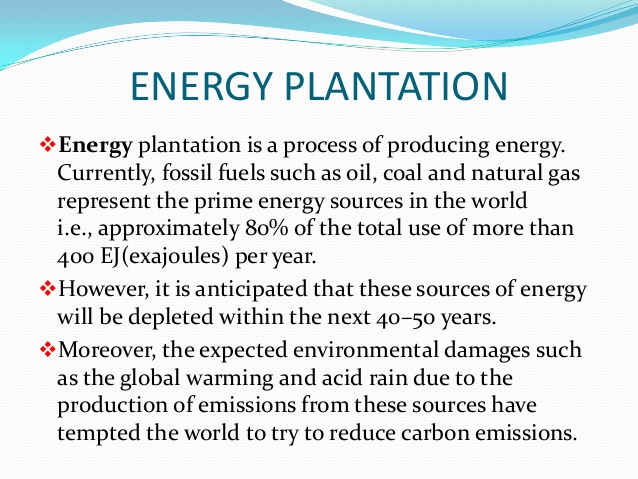 ENERGY PLANTATION
❖Energy plantation is a process of producing energy.
Currently, fossil fuels such as oil, coal and natural gas
represent the prime energy sources in the world
i.e., approximately 80% of the total use of more than
400 EJ(exajoules) per year.
❖However, it is anticipated that these sources of energy
will be depleted within the next 40–50 years.
❖Moreover, the expected environmental damages such
as the global warming and acid rain due to the
production of emissions from these sources have
tempted the world to try to reduce carbon emissions.